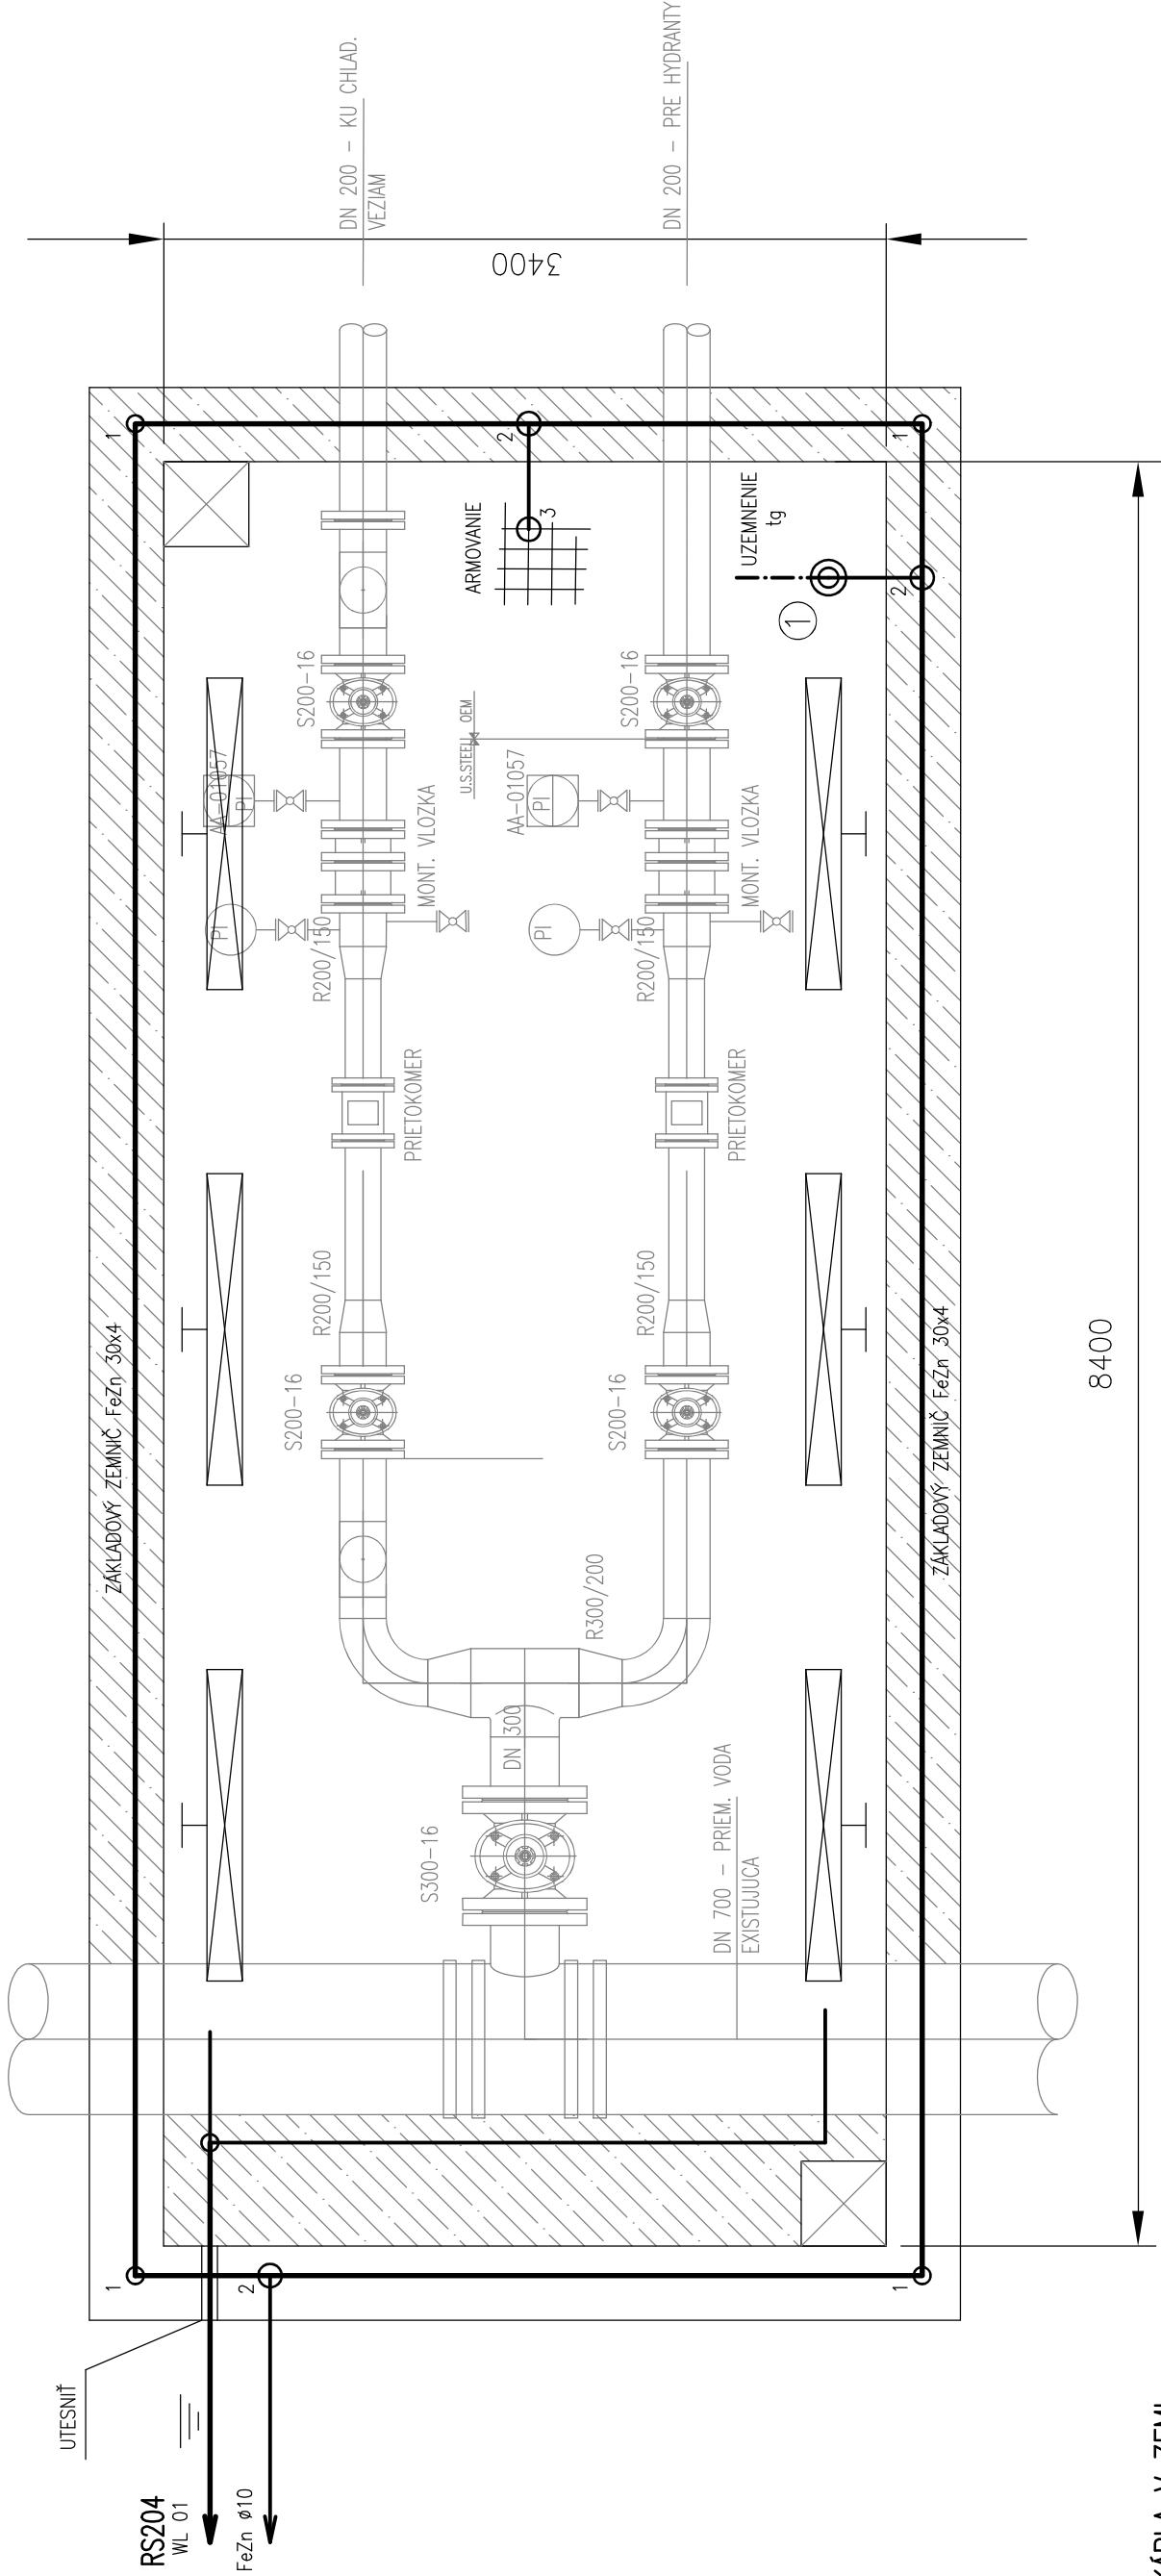 UTESNIŤ
RS204
WL 01
FeZn ø10
1
2
1
ZÁKLADOVÝ ZEMNIČ FeZn 30x4
ZÁKLADOVÝ ZEMNIČ FeZn 30x4
S300-16
DN 300
DN 700 - PRIEM. VODA
EXISTUJUCA
R300/200
S200-16
R200/150
PRIETOKOMER
R200/150
MONT. VLOZKA
PI
PI
AA-01057
S200-16
S200-16
R200/150
PRIETOKOMER
R200/150
MONT. VLOZKA
PI
PI
AA-01057
U.S.STEEL OEM
S200-16
ARMOVANIE
3
2
1
UZEMNENIE
tg
1
2
1
DN 200 - KU CHLAD.
VEZIAM
DN 200 - PRE HYDRANTY
3400
8400
V ZEMI